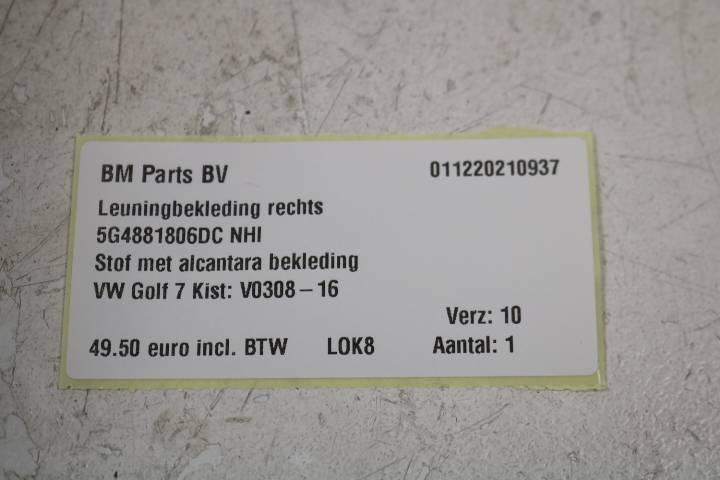 BM Parts BV 011220210937
Leuningbekleding rechts
5G4881806DC NHI
Stof met alcantara bekleding
VW Golf 7 Kist: V0308-16
Verz: 10
49.50 euro incl. BTW LOK8 Aantal: 1